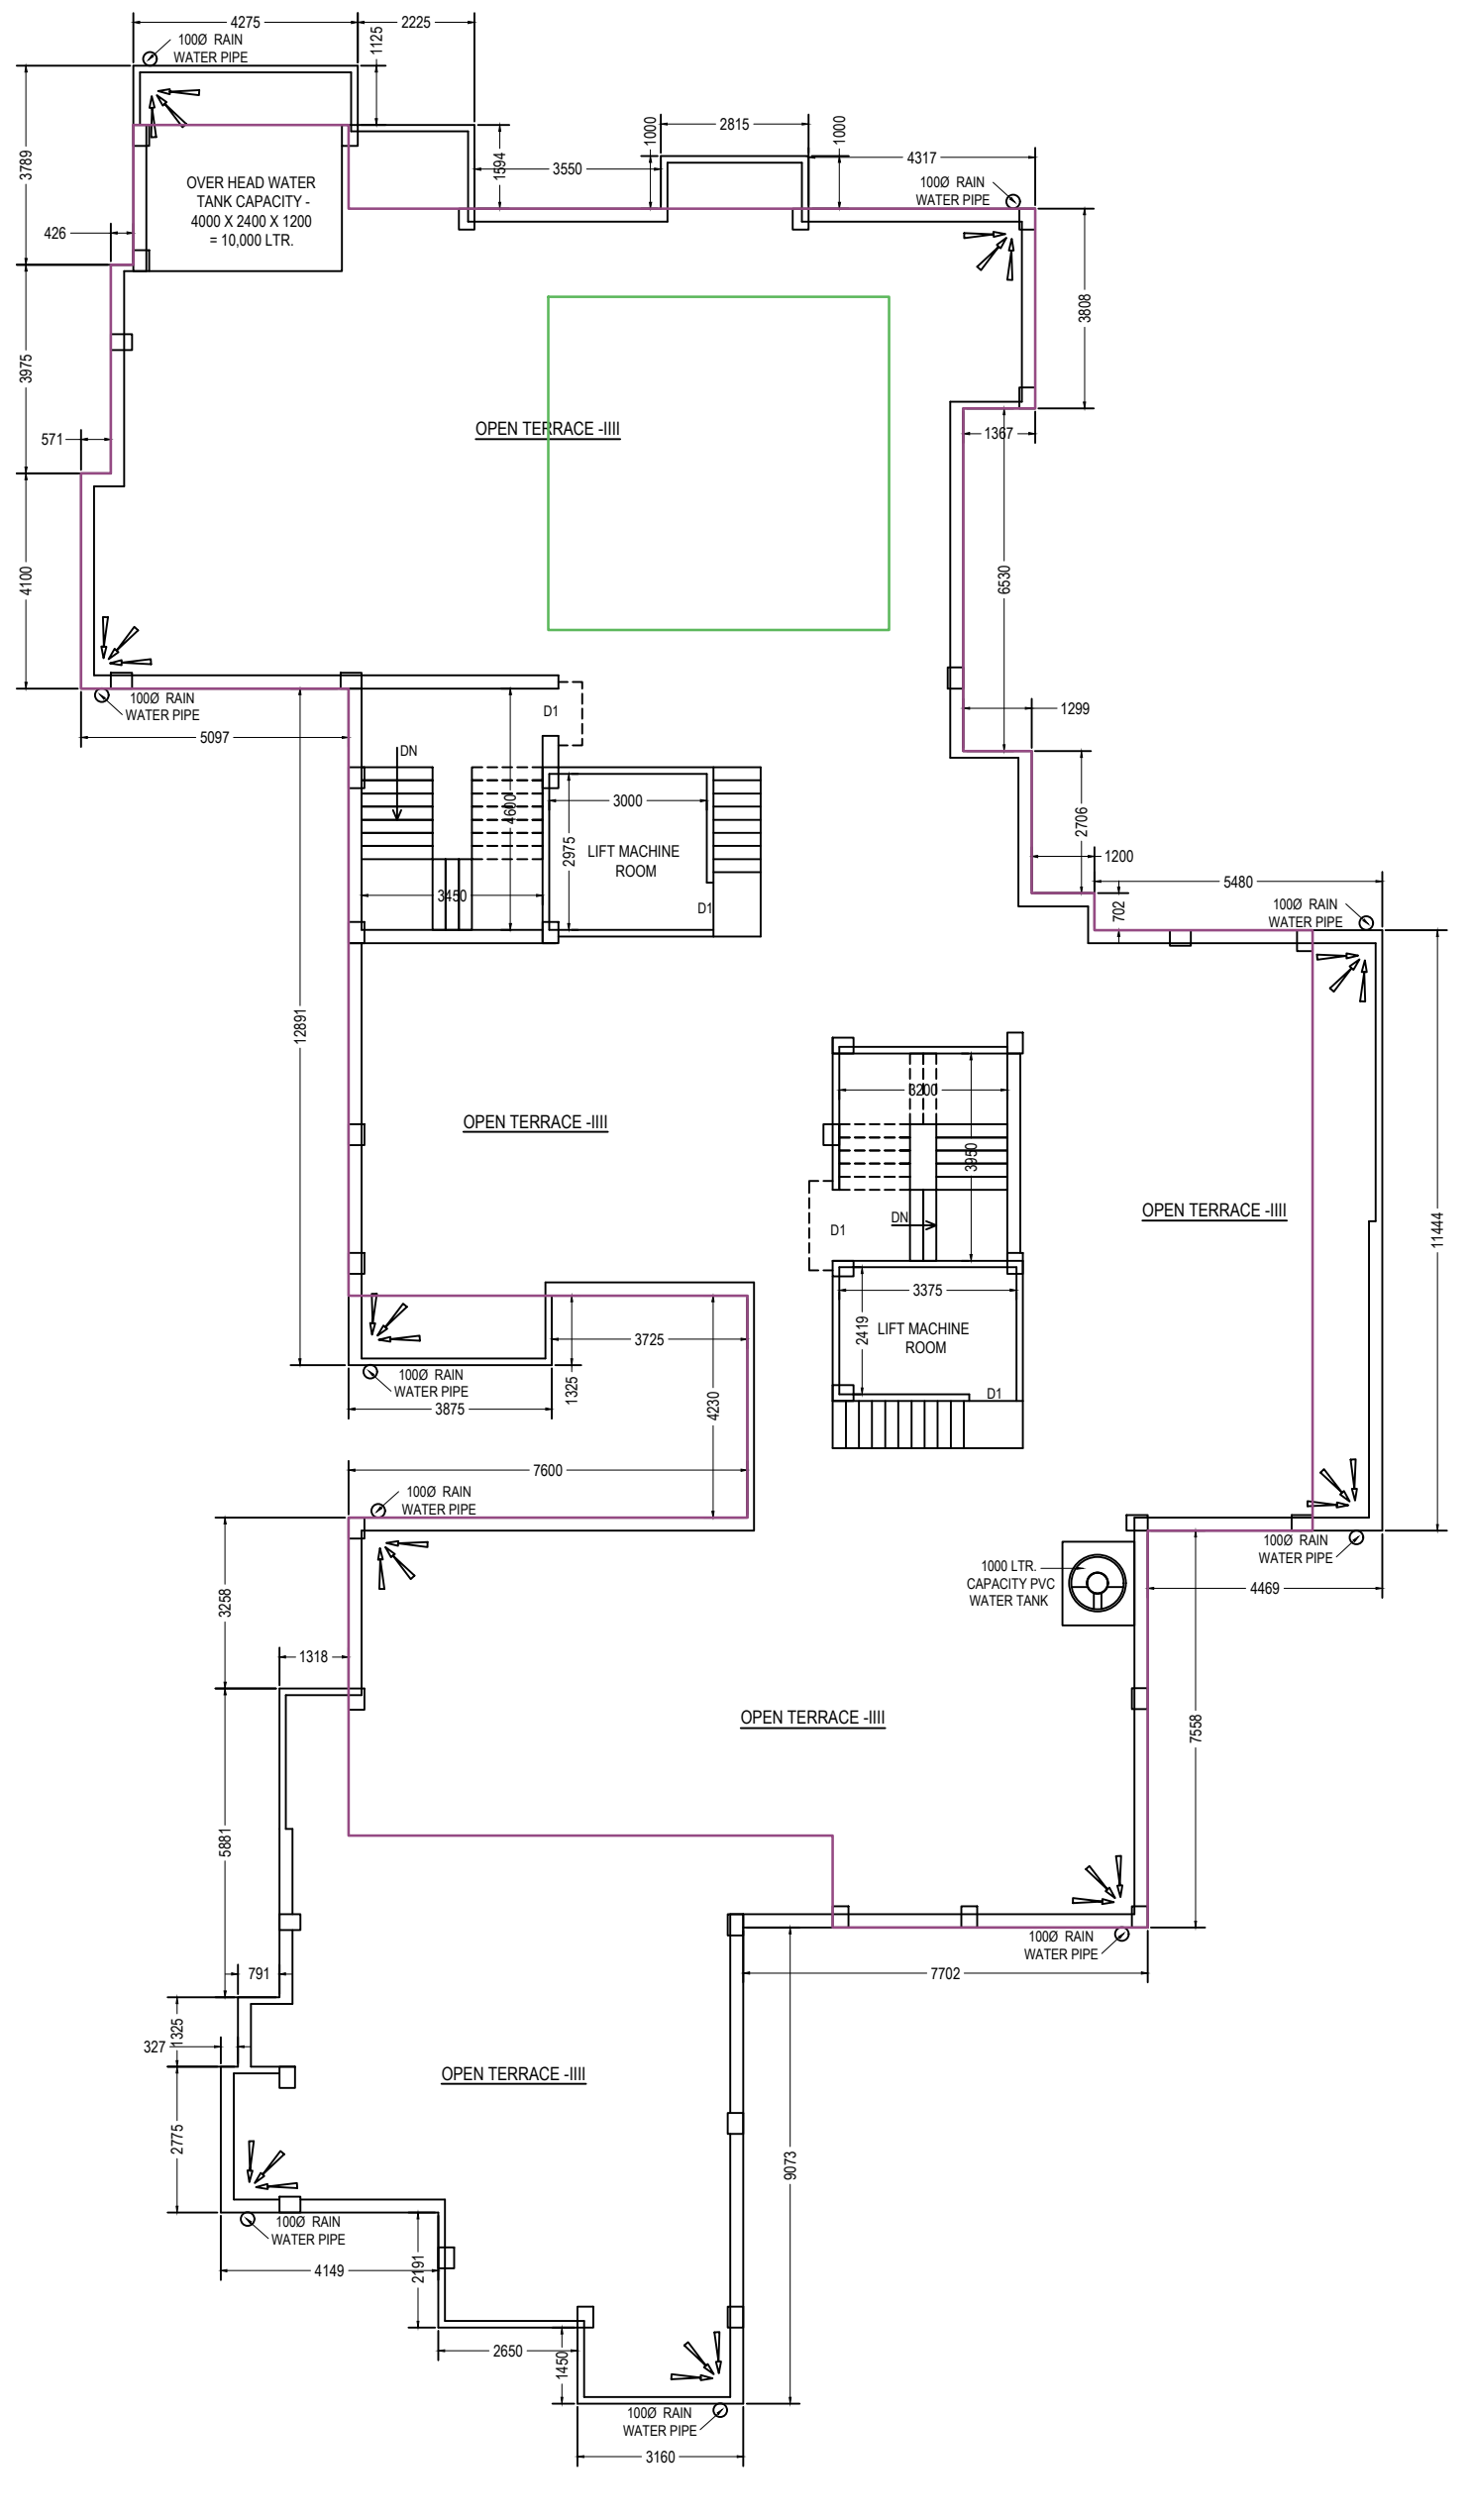 4275
2225
100Ø RAIN
WATER PIPE
1125
3789
1594
3550
1000
2815
1000
4317
100Ø RAIN
WATER PIPE
OVER HEAD WATER
TANK CAPACITY -
4000 X 2400 X 1200
= 10,000 LTR.
426
3975
3808
571
OPEN TERRACE -IIII
1367
4100
6530
100Ø RAIN
WATER PIPE
5097
D1
1299
DN
4600
3000
2975
LIFT MACHINE
ROOM
2706
1200
3450
D1
5480
702
100Ø RAIN
WATER PIPE
12891
3200
3950
OPEN TERRACE -IIII
DN
D1
OPEN TERRACE -IIII
11444
3375
2419
LIFT MACHINE
ROOM
D1
3725
1325
4230
100Ø RAIN
WATER PIPE
3875
7600
100Ø RAIN
WATER PIPE
100Ø RAIN
WATER PIPE
1000 LTR.
CAPACITY PVC
WATER TANK
4469
3258
1318
OPEN TERRACE -IIII
7558
5881
100Ø RAIN
WATER PIPE
791
7702
1325
327
OPEN TERRACE -IIII
2775
9073
100Ø RAIN
WATER PIPE
4149
2191
2650
1450
100Ø RAIN
WATER PIPE
3160